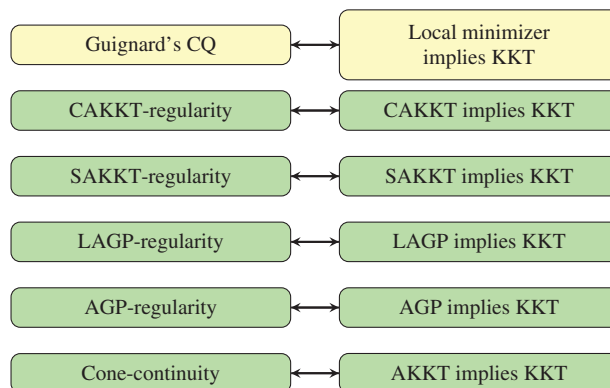 Guignard's CQ
Local minimizer
implies KKT
CAKKT-regularity
CAKKT implies KKT
SAKKT-regularity
SAKKT implies KKT
LAGP-regularity
LAGP implies KKT
AGP-regularity
AGP implies KKT
Cone-continuity
AKKT implies KKT